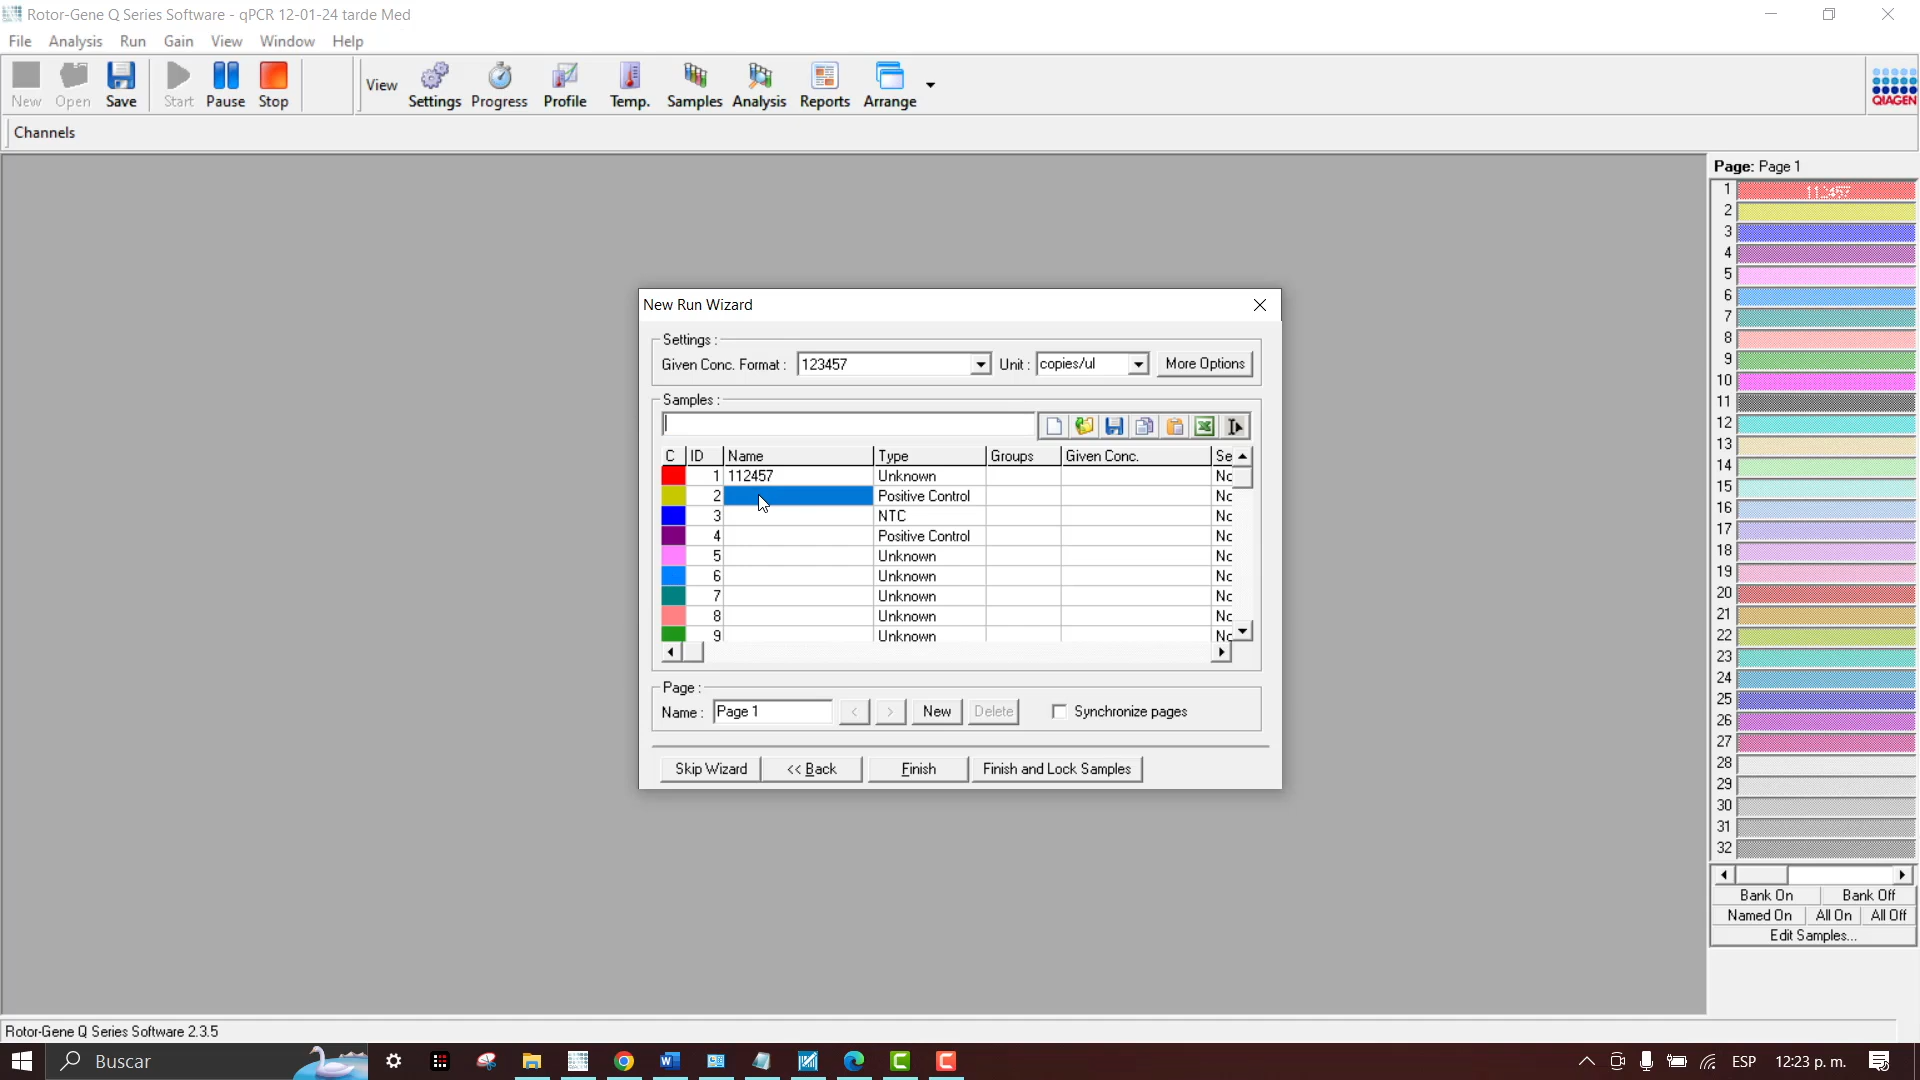 Rotor-Gene Q Series Software - qPCR 12-01-24 tarde Med
File Analysis Run Gain View Window Help
New Open Save Start Pause Stop View Settings Progress Profile Temp. Samples Analysis Reports Arrange QIAGEN
Channels
Page: Page 1
1 112457
2
3
4
5
6
7
8
9
10
11
12
13
14
15
16
17
18
19
20
21
22
23
24
25
26
27
28
29
30
31
32
Bank On Bank Off
Named On All On All Off
Edit Samples...
New Run Wizard
Settings :
Given Conc. Format : 123457 Unit : copies/ul More Options
Samples :
C ID Name Type Groups Given Conc. Se
1 112457 Unknown Nc
2 Positive Control Nc
3 NTC Nc
4 Positive Control Nc
5 Unknown Nc
6 Unknown Nc
7 Unknown Nc
8 Unknown Nc
9 Unknown Nc
Page :
Name : Page 1 < > New Delete Synchronize pages
Skip Wizard << Back Finish Finish and Lock Samples
Rotor-Gene Q Series Software 2.3.5
Buscar ESP 12:23 p. m.